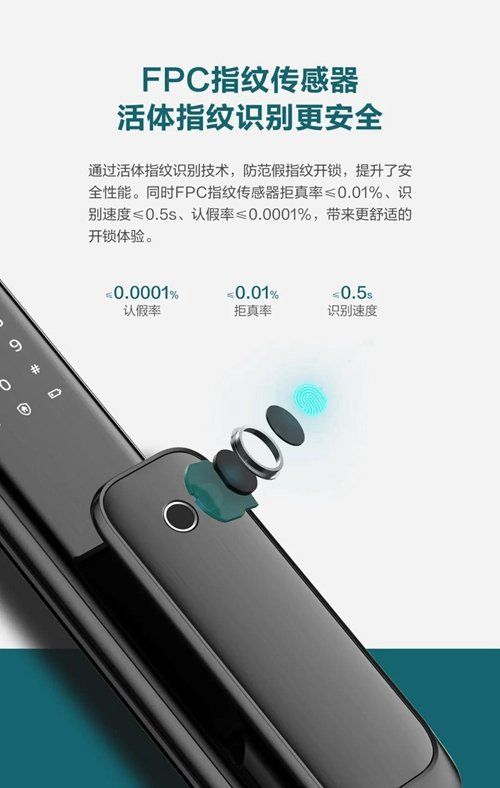 FPC指纹传感器
活体指纹识别更安全
通过活体指纹识别技术，防范假指纹开锁，提升了安
全性能。同时FPC指纹传感器拒真率≤0.01%、识
别速度≤0.5s、认假率≤0.0001%，带来更舒适的
开锁体验。
≤0.0001% ≤0.01% ≤0.5s
认假率 拒真率 识别速度
9
#
0